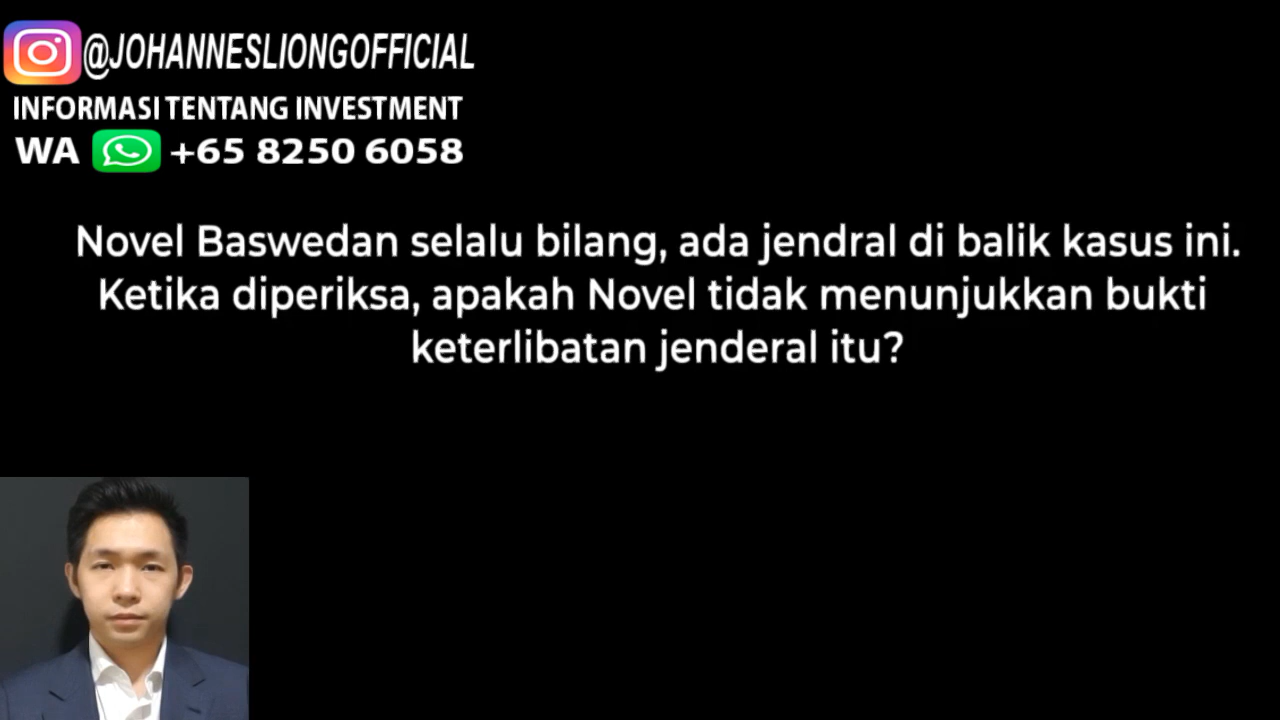 @JOHANNESLIONGOFFICIAL
INFORMASI TENTANG INVESTMENT
WA +65 8250 6058
Novel Baswedan selalu bilang, ada jendral di balik kasus ini.
Ketika diperiksa, apakah Novel tidak menunjukkan bukti
keterlibatan jenderal itu?